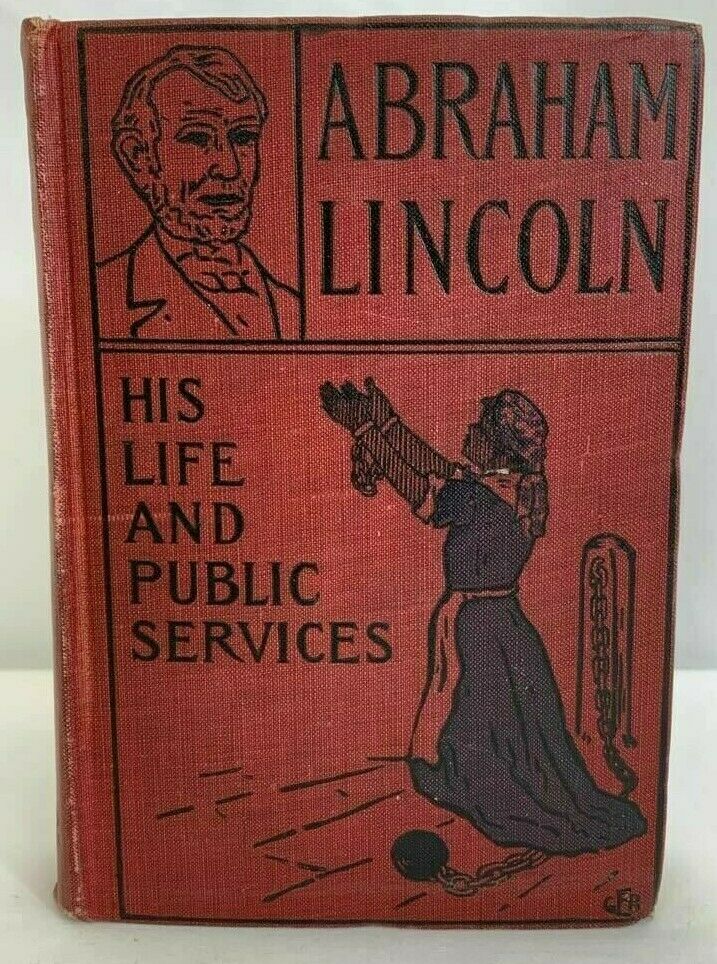 ABRAHAM
LINCOLN
HIS
LIFE
AND
PUBLIC
SERVICES